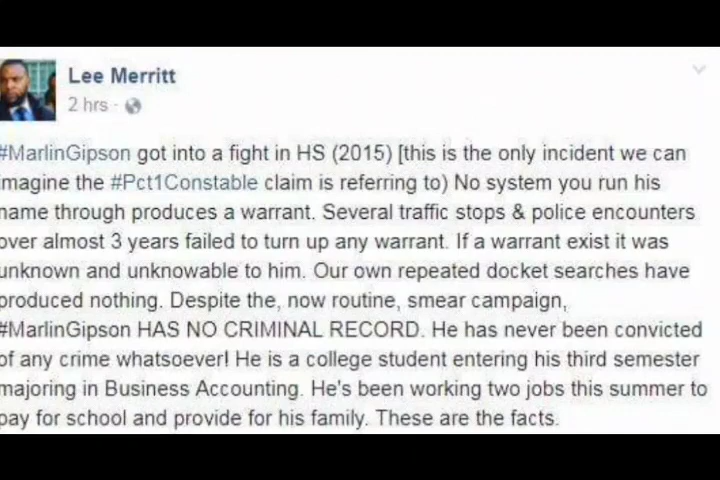 Lee Merritt
2 hrs ·
#MarlinGipson got into a fight in HS (2015) [this is the only incident we can
imagine the #Pct1Constable claim is referring to) No system you run his
name through produces a warrant. Several traffic stops & police encounters
over almost 3 years failed to turn up any warrant. If a warrant exist it was
unknown and unknowable to him. Our own repeated docket searches have
produced nothing. Despite the, now routine, smear campaign,
#MarlinGipson HAS NO CRIMINAL RECORD. He has never been convicted
of any crime whatsoever! He is a college student entering his third semester
majoring in Business Accounting. He's been working two jobs this summer to
pay for school and provide for his family. These are the facts.